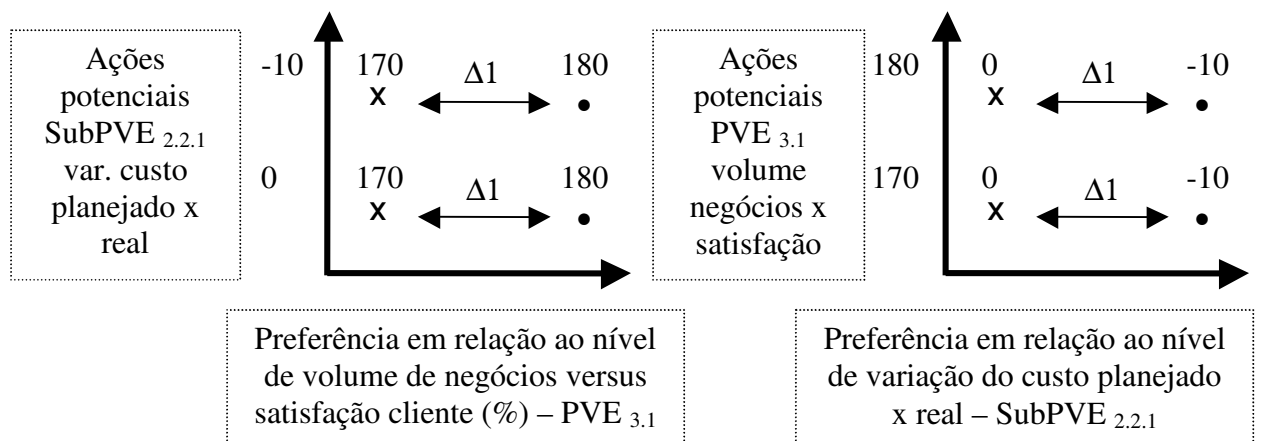 Ações
potenciais
SubPVE 2.2.1
var. custo
planejado x
real
-10
170
x
Δ1
180
•
0
170
x
Δ1
180
•
Preferência em relação ao nível
de volume de negócios versus
satisfação cliente (%) – PVE 3.1
Ações
potenciais
PVE 3.1
volume
negócios x
satisfação
180
0
x
Δ1
-10
•
170
0
x
Δ1
-10
•
Preferência em relação ao nível
de variação do custo planejado
x real – SubPVE 2.2.1